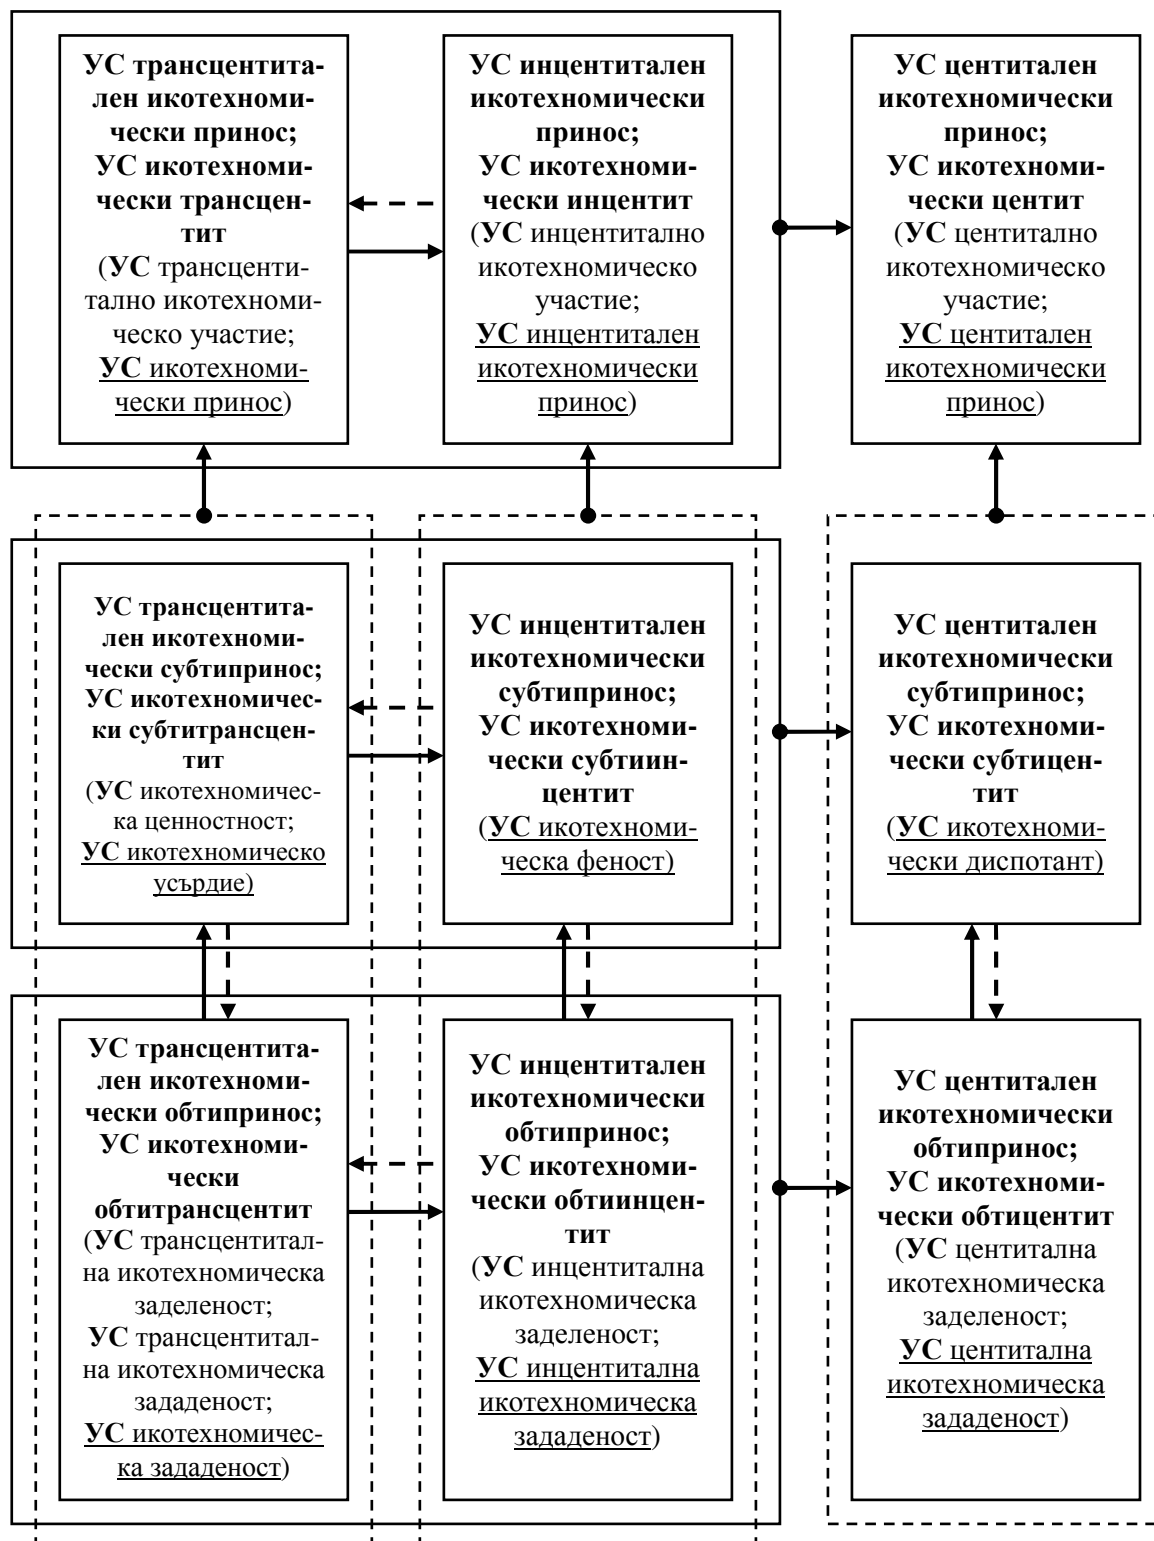 УС трансцентита-
лен икотехноми-
чески принос;
УС икотехноми-
чески трансцен-
тит
(УС трансценти-
тално икотехноми-
ческо участие;
УС икотехноми-
чески принос)
УС инцентитален
икотехномически
принос;
УС икотехноми-
чески инцентит
(УС инцентитално
икотехномическо
участие;
УС инцентитален
икотехномически
принос)
УС центитален
икотехномически
принос;
УС икотехноми-
чески центит
(УС центитално
икотехномическо
участие;
УС центитален
икотехномически
принос)
УС трансцентита-
лен икотехноми-
чески субтипринос;
УС икотехномичес-
ки субтитрансцен-
тит
(УС икотехномичес-
ка ценностност;
УС икотехномическо
усърдие)
УС инцентитален
икотехномически
субтипринос;
УС икотехноми-
чески субтиин-
центит
(УС икотехноми-
ческа феност)
УС центитален
икотехномически
субтипринос;
УС икотехноми-
чески субтицен-
тит
(УС икотехноми-
чески диспотант)
УС трансцентита-
лен икотехноми-
чески обтипринос;
УС икотехноми-
чески
обтитрансцентит
(УС трансцентитал-
на икотехномическа
заделеност;
УС трансцентитал-
на икотехномическа
зададеност;
УС икотехномичес-
ка зададеност)
УС инцентитален
икотехномически
обтипринос;
УС икотехноми-
чески обтиинцен-
тит
(УС инцентитална
икотехномическа
заделеност;
УС инцентитална
икотехномическа
зададеност)
УС центитален
икотехномически
обтипринос;
УС икотехноми-
чески обтицентит
(УС центитална
икотехномическа
заделеност;
УС центитална
икотехномическа
зададеност)